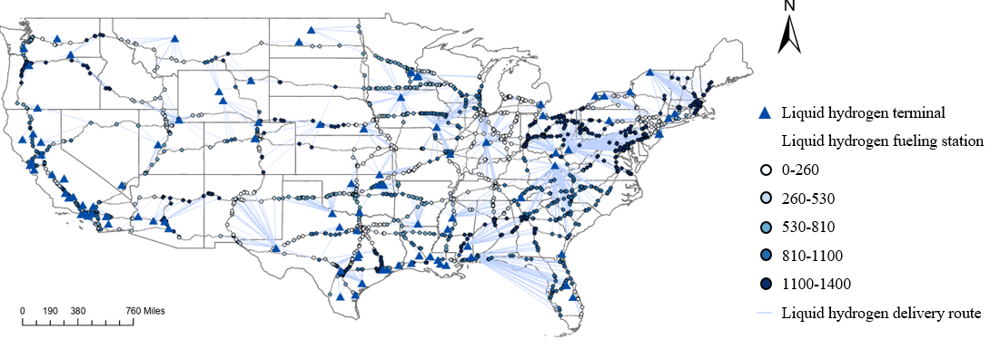 N
Liquid hydrogen terminal
Liquid hydrogen fueling station
0-260
260-530
530-810
810-1100
1100-1400
Liquid hydrogen delivery route
0 190 380 760 Miles